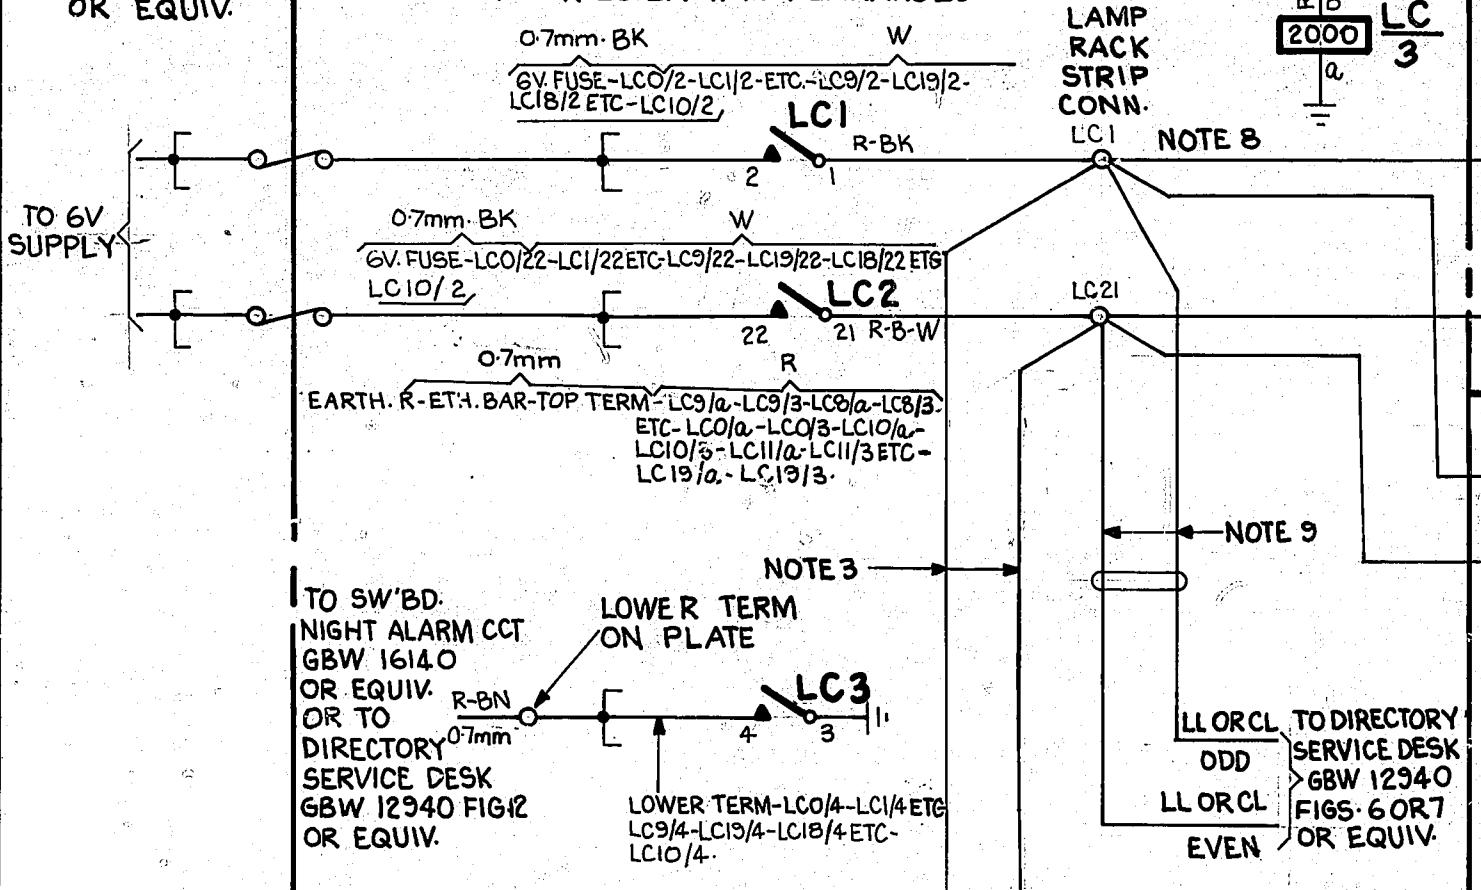 OR EQUIV.
0.7mm. BK
W
6V. FUSE-LC0/2-LC1/2-ETC.-LC9/2-LC19/2-
LC18/2 ETC-LC10/2
LC1
R-BK
2
1
LAMP
RACK
STRIP
CONN.
LC1
NOTE 8
2000
LC
3
a
TO 6V
SUPPLY
0.7mm. BK
W
6V. FUSE-LC0/22-LC1/22 ETC-LC9/22-LC19/22-LC18/22 ETC
LC10/2
LC2
22
21
R-B-W
LC21
0.7mm
R
EARTH. R-ETH. BAR-TOP TERM-LC9/a-LC9/3-LC8/a-LC8/3-
ETC-LC0/a-LC0/3-LC10/a-
LC10/3-LC11/a-LC11/3 ETC-
LC19/a-LC19/3.
NOTE 9
NOTE 3
TO SW'BD.
NIGHT ALARM CCT
GBW 16140
OR EQUIV.
OR TO
DIRECTORY
SERVICE DESK
GBW 12940 FIG12
OR EQUIV.
LOWER TERM
ON PLATE
R-BN
0.7mm
LC3
4
3
LOWER TERM-LC0/4-LC1/4 ETC
LC9/4-LC19/4-LC18/4 ETC-
LC10/4.
LL OR CL
ODD
LL OR CL
EVEN
TO DIRECTORY
SERVICE DESK
GBW 12940
FIGS. 6 OR 7
OR EQUIV.